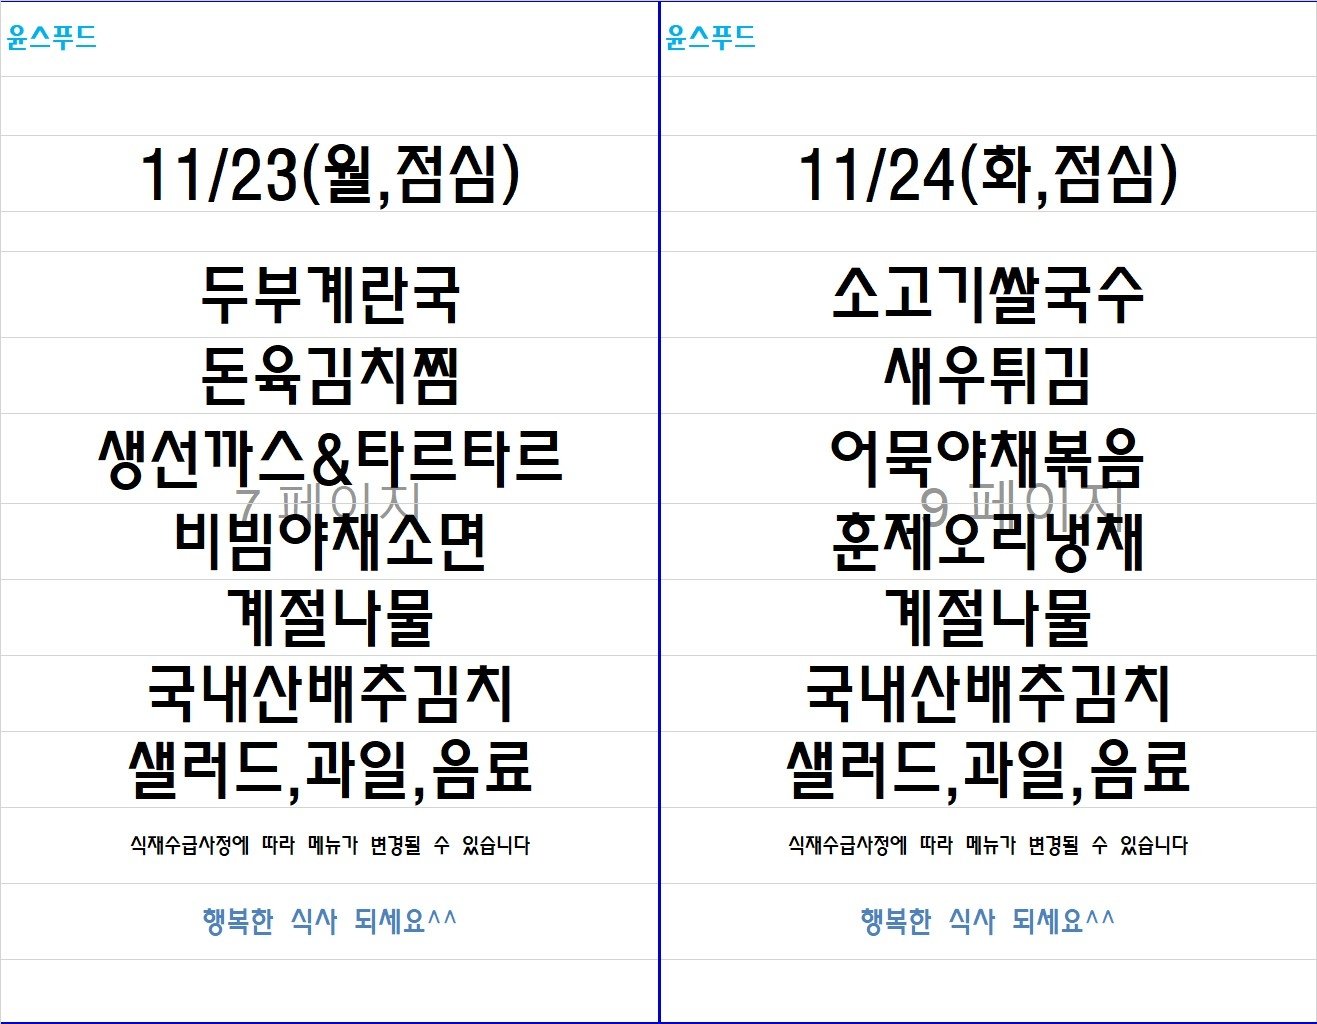 윤스푸드
11/23(월,점심)
두부계란국
돈육김치찜
생선까스&타르타르
7 페이지
비빔야채소면
계절나물
국내산배추김치
샐러드,과일,음료
식재수급사정에 따라 메뉴가 변경될 수 있습니다
행복한 식사 되세요^^
윤스푸드
11/24(화,점심)
소고기쌀국수
새우튀김
어묵야채볶음
9 페이지
훈제오리냉채
계절나물
국내산배추김치
샐러드,과일,음료
식재수급사정에 따라 메뉴가 변경될 수 있습니다
행복한 식사 되세요^^